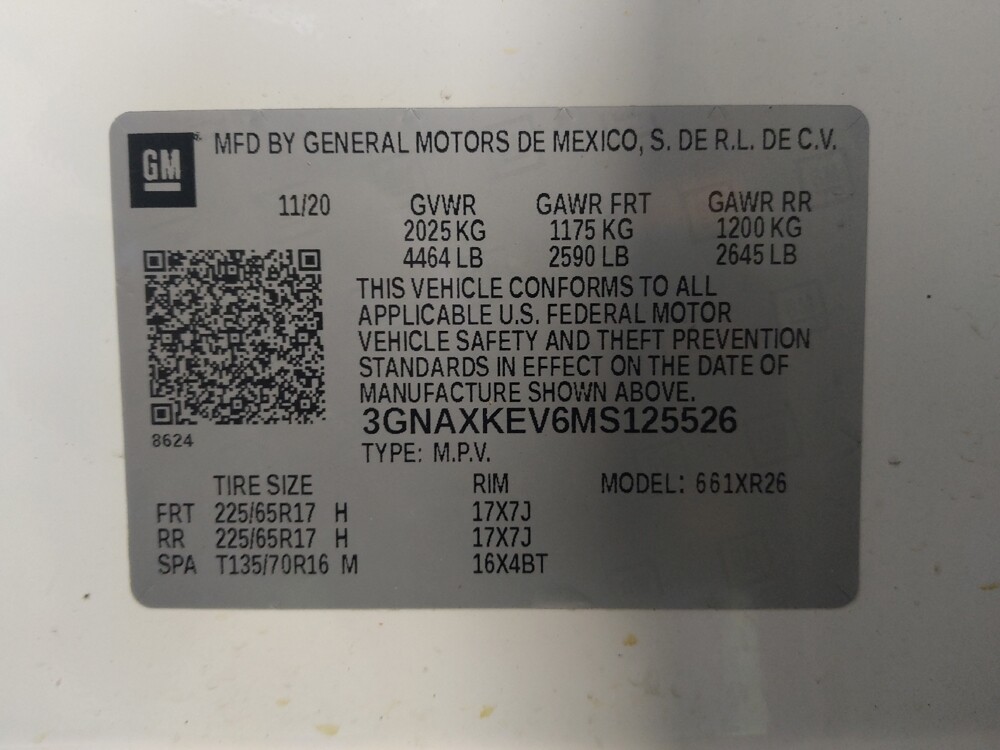 GM
MFD BY GENERAL MOTORS DE MEXICO, S. DE R.L. DE C.V.
11/20 GVWR GAWR FRT GAWR RR
2025 KG 1175 KG 1200 KG
4464 LB 2590 LB 2645 LB
THIS VEHICLE CONFORMS TO ALL
APPLICABLE U.S. FEDERAL MOTOR
VEHICLE SAFETY AND THEFT PREVENTION
STANDARDS IN EFFECT ON THE DATE OF
MANUFACTURE SHOWN ABOVE.
3GNAXKEV6MS125526
8624
TYPE: M.P.V.
TIRE SIZE RIM MODEL: 661XR26
FRT 225/65R17 H 17X7J
RR 225/65R17 H 17X7J
SPA T135/70R16 M 16X4BT